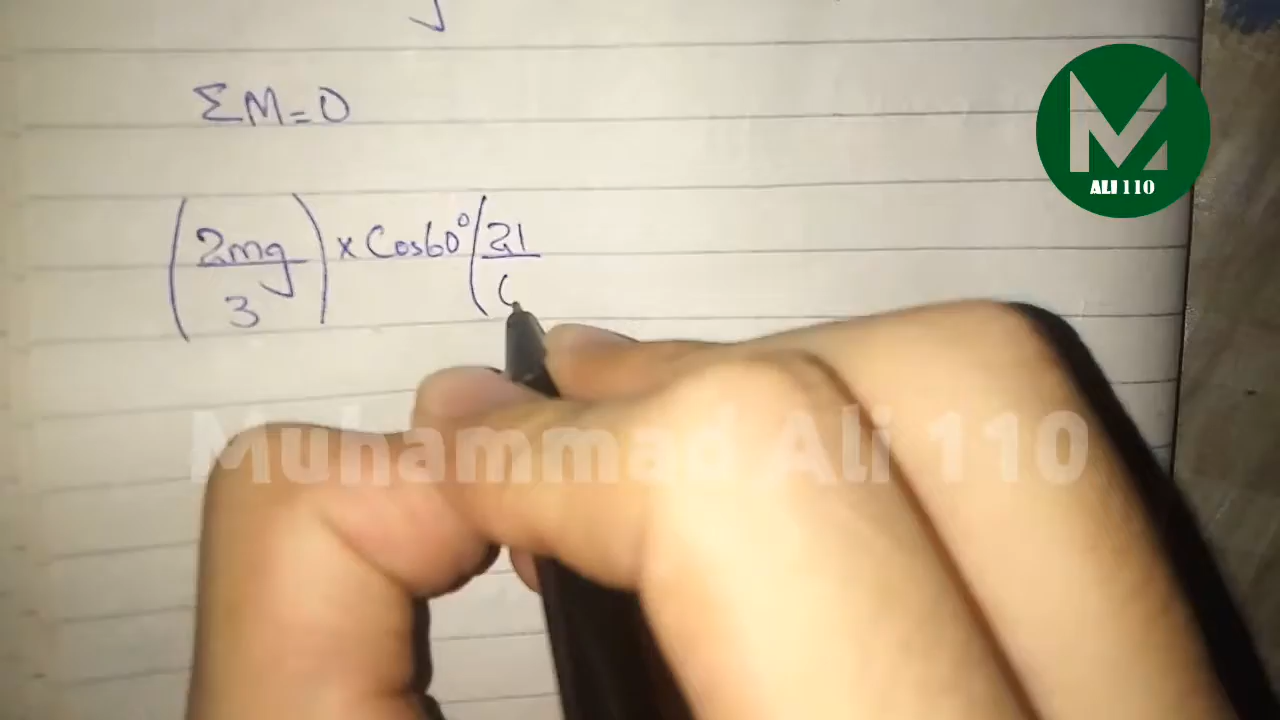 ΣM=0
(2mg/3) x Cos60°(2l/
M
ALI 110
Muhammad Ali 110